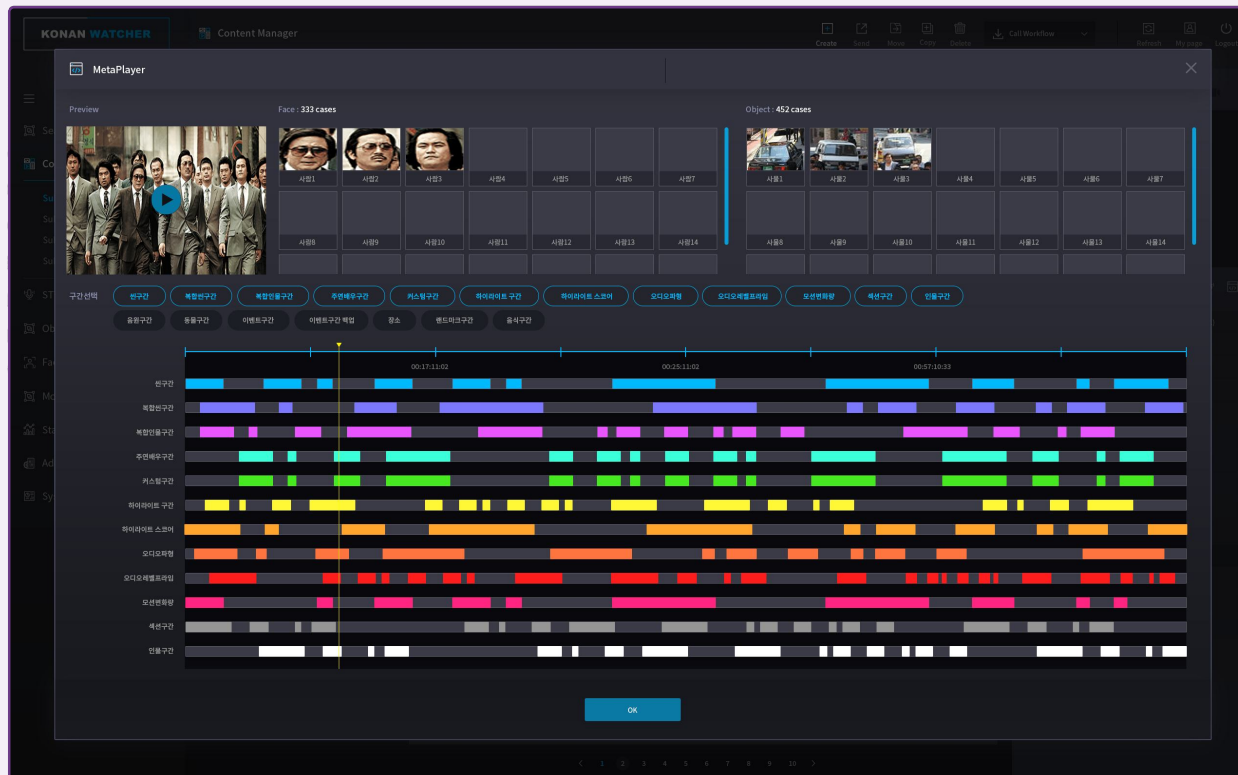 KONAN WATCHER
Content Manager
Create Send Move Copy Delete
Call Workflow
Refresh My page Logout
MetaPlayer
Preview
Face : 333 cases
Object : 452 cases
사람1 사람2 사람3 사람4 사람5 사람6 사람7
사물1 사물2 사물3 사물4 사물5 사물6 사물7
사람8 사람9 사람10 사람11 사람12 사람13 사람14
사물8 사물9 사물10 사물11 사물12 사물13 사물14
구간선택
씬구간 복합씬구간 복합인물구간 주연배우구간 커스텀구간 하이라이트 구간 하이라이트 스코어 오디오파형 오디오레벨프라임 모션변화량 섹션구간 인물구간
음원구간 동물구간 이벤트구간 이벤트구간 백업 장소 랜드마크구간 음식구간
00:17:11:02
00:25:11:02
00:57:10:33
씬구간
복합씬구간
복합인물구간
주연배우구간
커스텀구간
하이라이트 구간
하이라이트 스코어
오디오파형
오디오레벨프라임
모션변화량
섹션구간
인물구간
OK
1 2 3 4 5 6 7 8 9 10